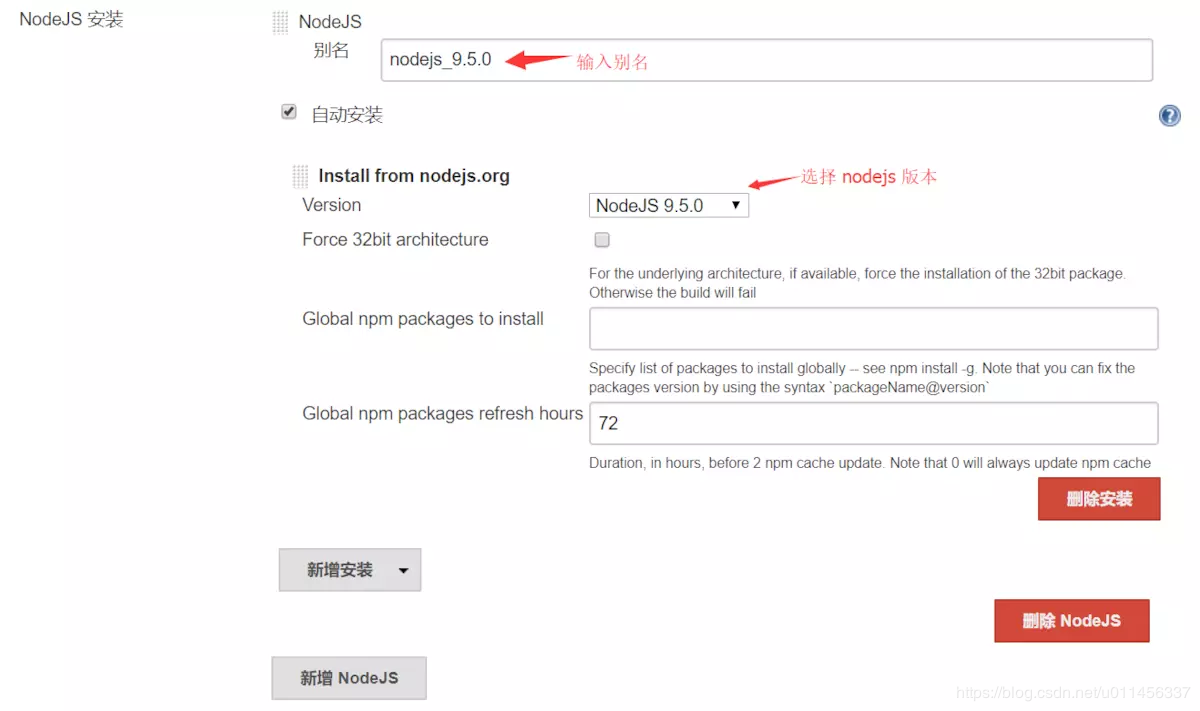 NodeJS 安装
NodeJS
别名
nodejs_9.5.0
输入别名
自动安装
?
Install from nodejs.org
选择 nodejs 版本
Version
NodeJS 9.5.0
Force 32bit architecture
For the underlying architecture, if available, force the installation of the 32bit package.
Otherwise the build will fail
Global npm packages to install
Specify list of packages to install globally -- see npm install -g. Note that you can fix the
packages version by using the syntax `packageName@version`
Global npm packages refresh hours
72
Duration, in hours, before 2 npm cache update. Note that 0 will always update npm cache
删除安装
新增安装
删除 NodeJS
新增 NodeJS
https://blog.csdn.net/u011456337